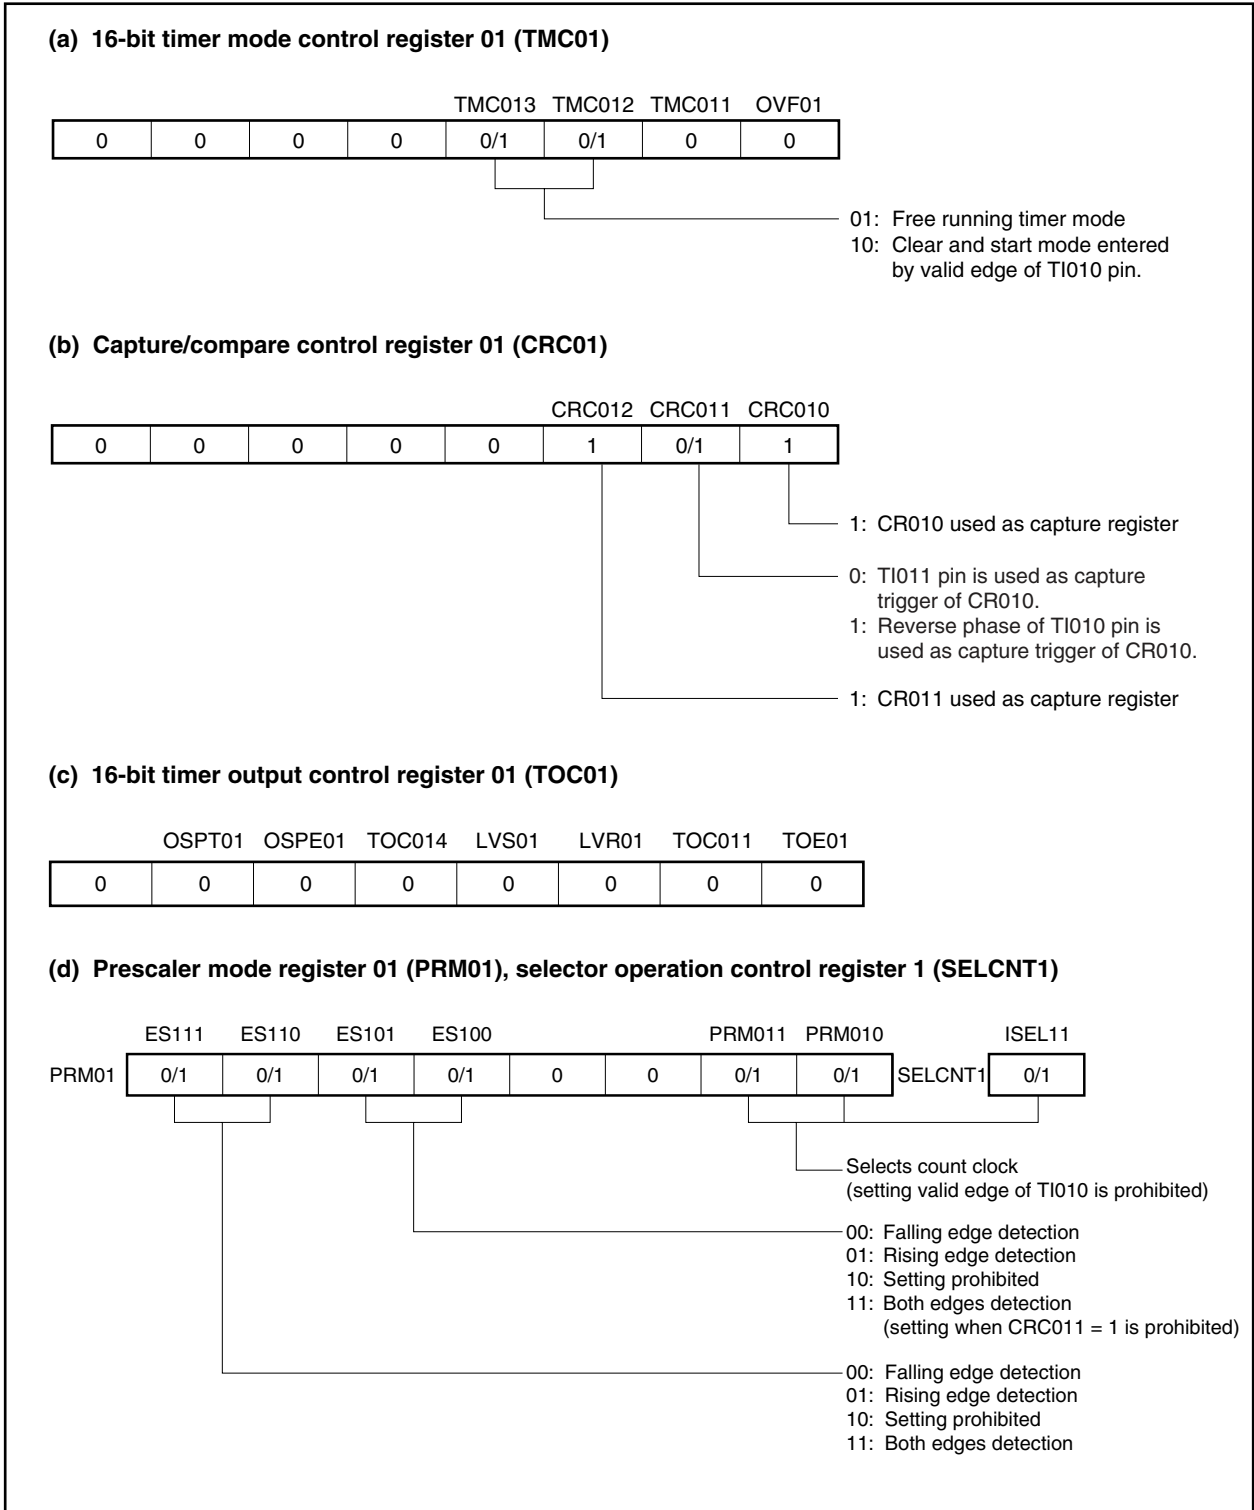 (a) 16-bit timer mode control register 01 (TMC01)
TMC013 TMC012 TMC011 OVF01
0 0 0 0 0/1 0/1 0 0
01: Free running timer mode
10: Clear and start mode entered
by valid edge of TI010 pin.
(b) Capture/compare control register 01 (CRC01)
CRC012 CRC011 CRC010
0 0 0 0 0 1 0/1 1
1: CR010 used as capture register
0: TI011 pin is used as capture
trigger of CR010.
1: Reverse phase of TI010 pin is
used as capture trigger of CR010.
1: CR011 used as capture register
(c) 16-bit timer output control register 01 (TOC01)
OSPT01 OSPE01 TOC014 LVS01 LVR01 TOC011 TOE01
0 0 0 0 0 0 0 0
(d) Prescaler mode register 01 (PRM01), selector operation control register 1 (SELCNT1)
ES111 ES110 ES101 ES100 PRM011 PRM010 ISEL11
PRM01 0/1 0/1 0/1 0/1 0 0 0/1 0/1 SELCNT1 0/1
Selects count clock
(setting valid edge of TI010 is prohibited)
00: Falling edge detection
01: Rising edge detection
10: Setting prohibited
11: Both edges detection
(setting when CRC011 = 1 is prohibited)
00: Falling edge detection
01: Rising edge detection
10: Setting prohibited
11: Both edges detection